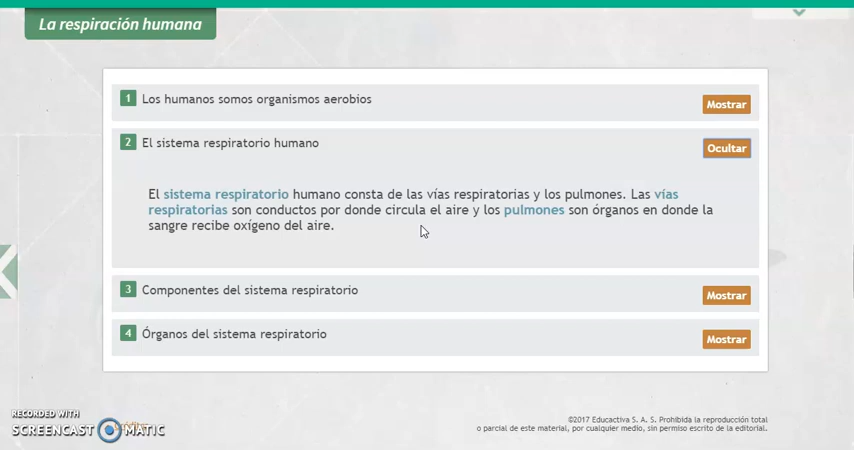 La respiración humana
1 Los humanos somos organismos aerobios
Mostrar
2 El sistema respiratorio humano
Ocultar
El sistema respiratorio humano consta de las vías respiratorias y los pulmones. Las vías
respiratorias son conductos por donde circula el aire y los pulmones son órganos en donde la
sangre recibe oxígeno del aire.
3 Componentes del sistema respiratorio
Mostrar
4 Órganos del sistema respiratorio
Mostrar
RECORDED WITH
SCREENCAST MATIC
©2017 Educactiva S. A. S. Prohibida la reproducción total
o parcial de este material, por cualquier medio, sin permiso escrito de la editorial.